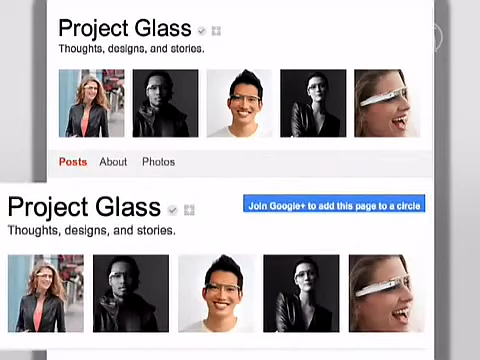 Project Glass
Thoughts, designs, and stories.
Posts About Photos
Project Glass
Join Google+ to add this page to a circle
Thoughts, designs, and stories.